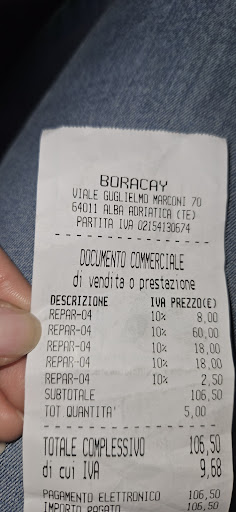 BORACAY
VIALE GUGLIELMO MARCONI 70
64011 ALBA ADRIATICA (TE)
PARTITA IVA 02154130674
- - - - - - - - - - - - - - - - - - - -
DOCUMENTO COMMERCIALE
di vendita o prestazione
DESCRIZIONE IVA PREZZO(€)
REPAR-04 10% 8,00
REPAR-04 10% 60,00
REPAR-04 10% 18,00
REPAR-04 10% 18,00
REPAR-04 10% 2,50
SUBTOTALE 106,50
TOT QUANTITA' 5,00
- - - - - - - - - - - - - - - - - - - -
TOTALE COMPLESSIVO 106,50
di cui IVA 9,68
PAGAMENTO ELETTRONICO 106,50
IMPORTO PAGATO 106,50